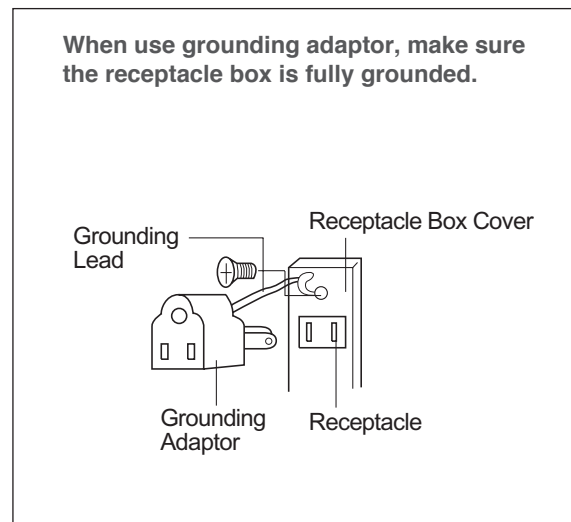 When use grounding adaptor, make sure
the receptacle box is fully grounded.
Receptacle Box Cover
Grounding
Lead
Grounding
Adaptor
Receptacle